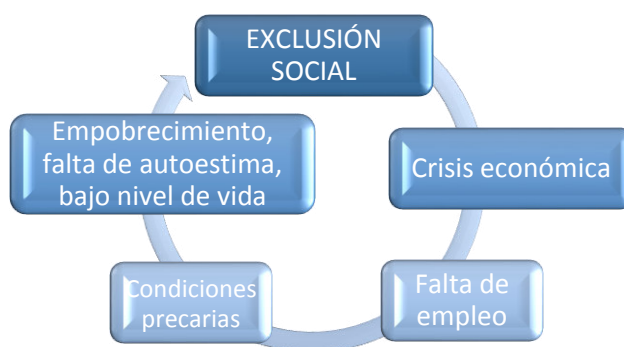 EXCLUSIÓN
SOCIAL
Crisis económica
Falta de
empleo
Condiciones
precarias
Empobrecimiento,
falta de autoestima,
bajo nivel de vida